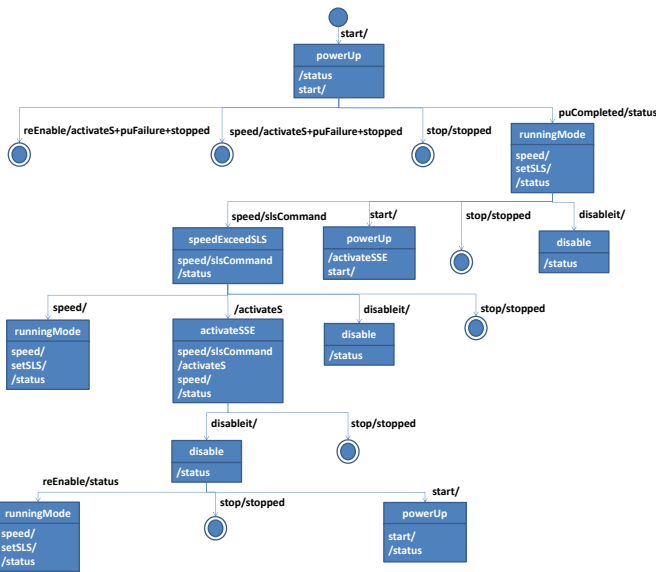 start/
powerUp
/status
start/
reEnable/activateS+puFailure+stopped
speed/activateS+puFailure+stopped
stop/stopped
puCompleted/status
runningMode
speed/
setSLS/
/status
speed/slsCommand
start/
stop/stopped
disableit/
speedExceedSLS
speed/slsCommand
/status
powerUp
/activateSSE
start/
disable
/status
speed/
/activateS
disableit/
stop/stopped
runningMode
speed/
setSLS/
/status
activateSSE
speed/slsCommand
/activateS
speed/
/status
disable
/status
disableit/
stop/stopped
disable
/status
reEnable/status
stop/stopped
start/
runningMode
speed/
setSLS/
/status
powerUp
start/
/status